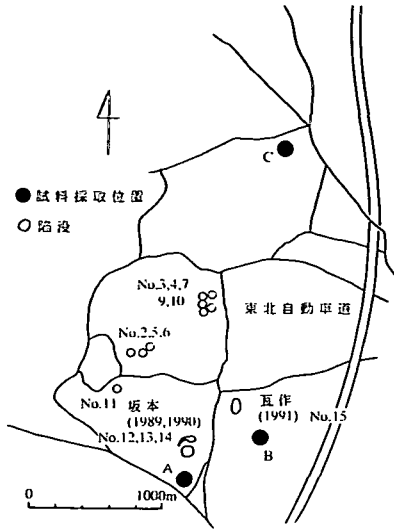 C
●試料採取位置
陥没
No.3,4,7
9,10
東北自動車道
No.2,5,6
No.11
坂本
(1989,1990)
No.12,13,14
瓦作
(1991)
No.15
A
B
0 1000m